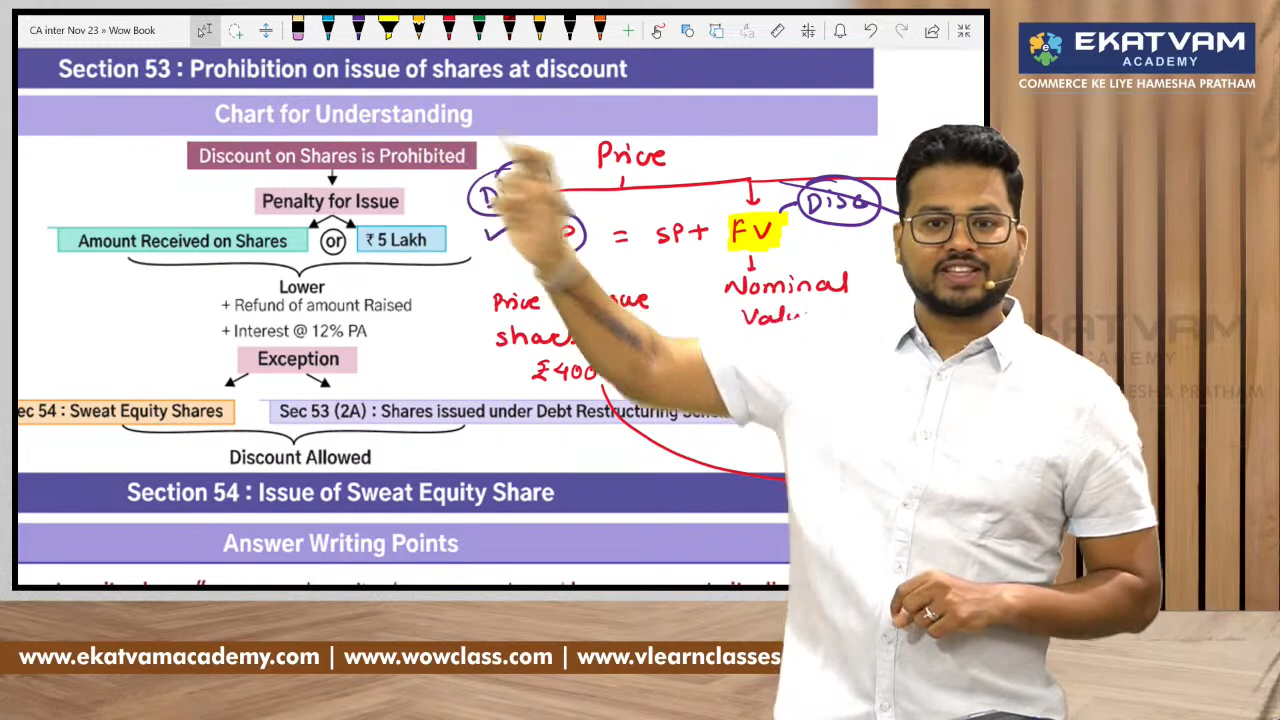 CA inter Nov 23 » Wow Book
EKATVAM
ACADEMY
COMMERCE KE LIYE HAMESHA PRATHAM
Section 53 : Prohibition on issue of shares at discount
Chart for Understanding
Discount on Shares is Prohibited
Price
Penalty for Issue
Disc
Amount Received on Shares or ₹ 5 Lakh
= SP + FV
Lower
+ Refund of amount Raised
+ Interest @ 12% PA
Nominal
Price
₹400
Exception
Sec 54 : Sweat Equity Shares
Sec 53 (2A) : Shares issued under Debt Restructuring
Discount Allowed
Section 54 : Issue of Sweat Equity Share
Answer Writing Points
www.ekatvamacademy.com | www.wowclass.com | www.vlearnclasses